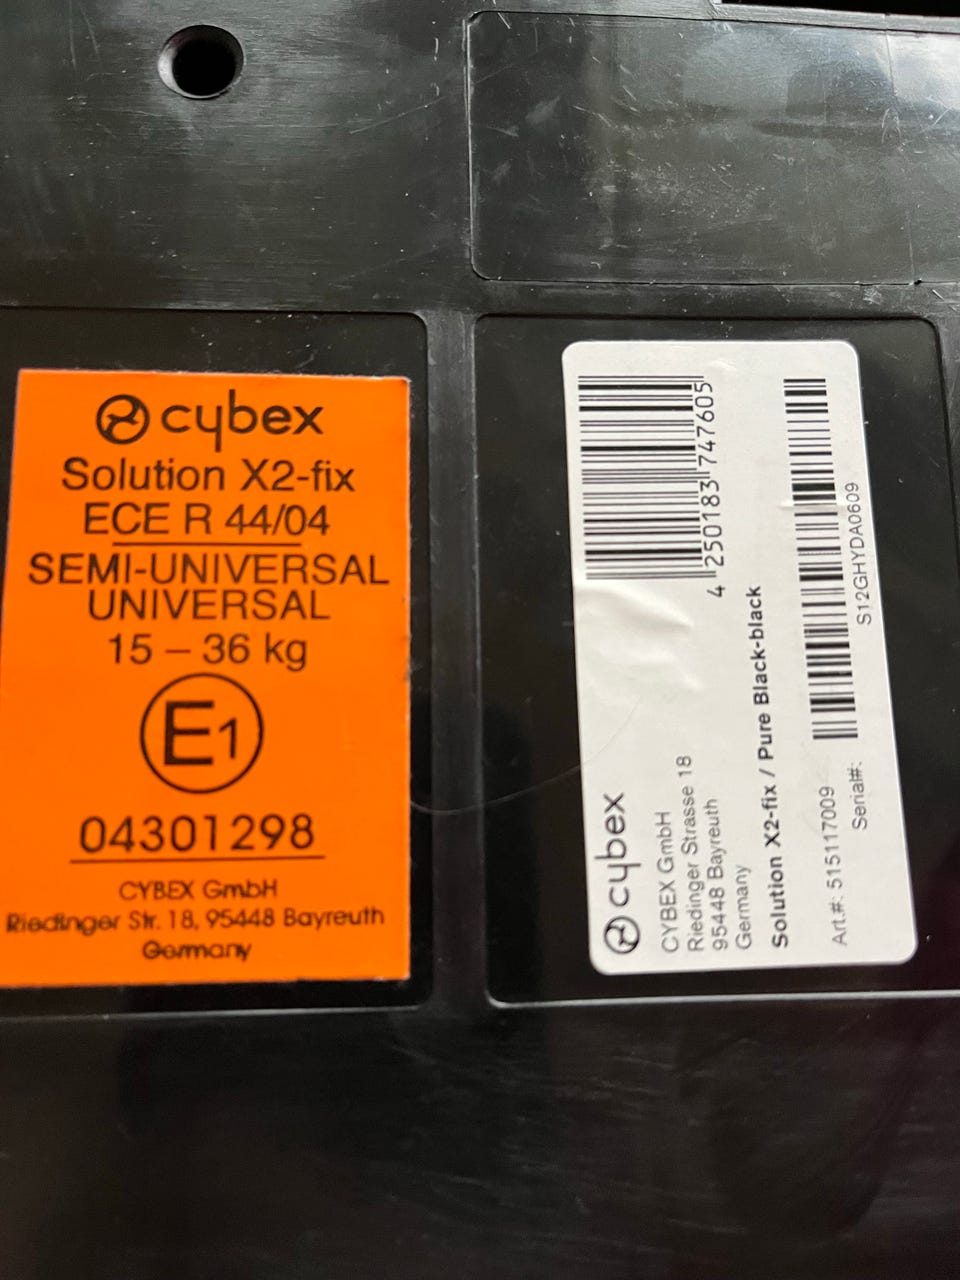 cybex
Solution X2-fix
ECE R 44/04
SEMI-UNIVERSAL
UNIVERSAL
15 – 36 kg
E1
04301298
CYBEX GmbH
Riedinger Str. 18, 95448 Bayreuth
Germany
cybex
CYBEX GmbH
Riedinger Strasse 18
95448 Bayreuth
Germany
4 250183 747605
Solution X2-fix / Pure Black-black
Art.#: 515117009
Serial#: S12GHYDA0609